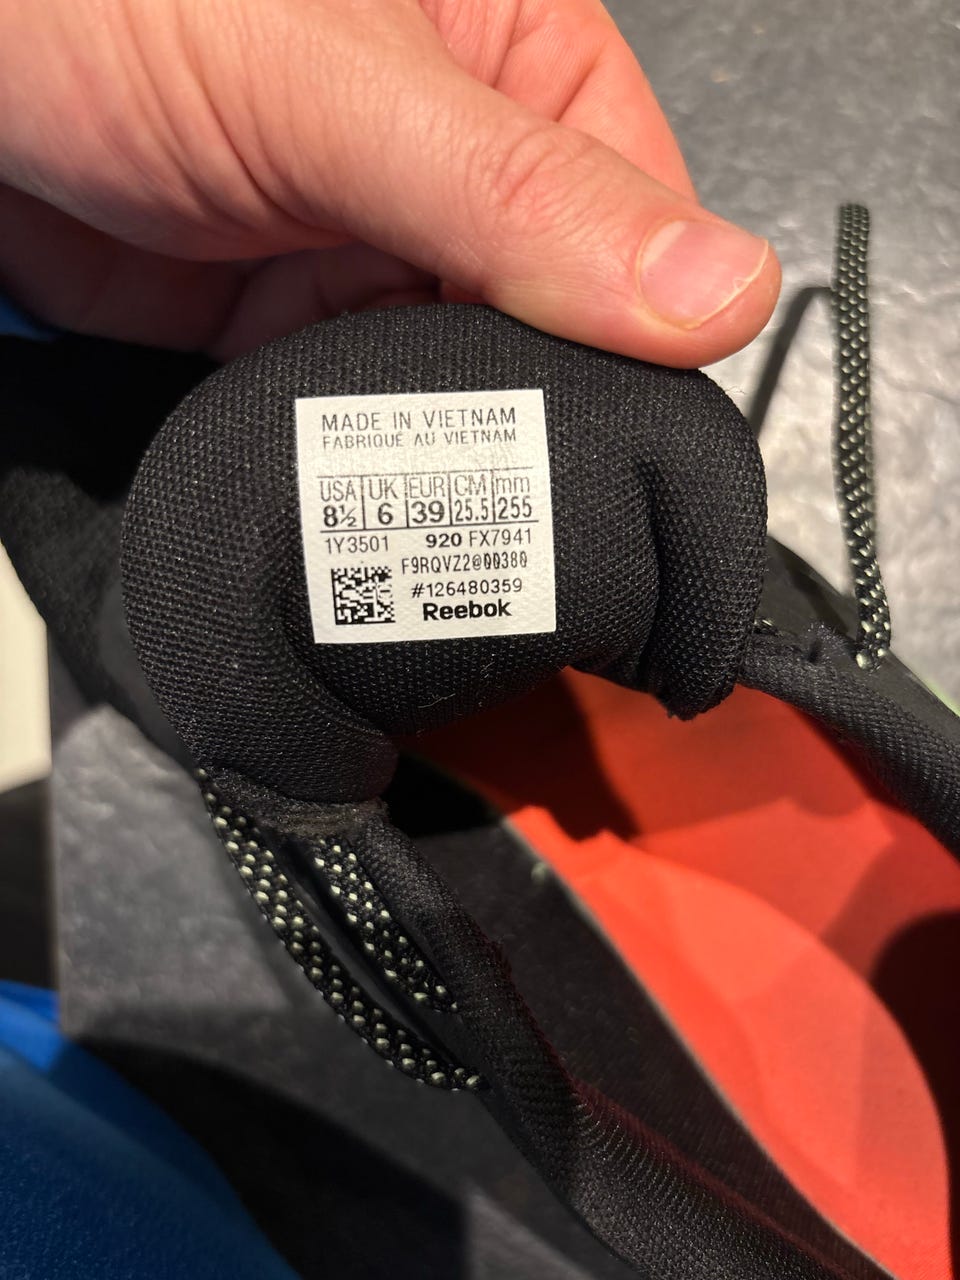 MADE IN VIETNAM
FABRIQUÉ AU VIETNAM
USA UK EUR CM mm
8½ 6 39 25.5 255
1Y3501 920 FX7941
F9RQVZ2@00380
#126480359
Reebok